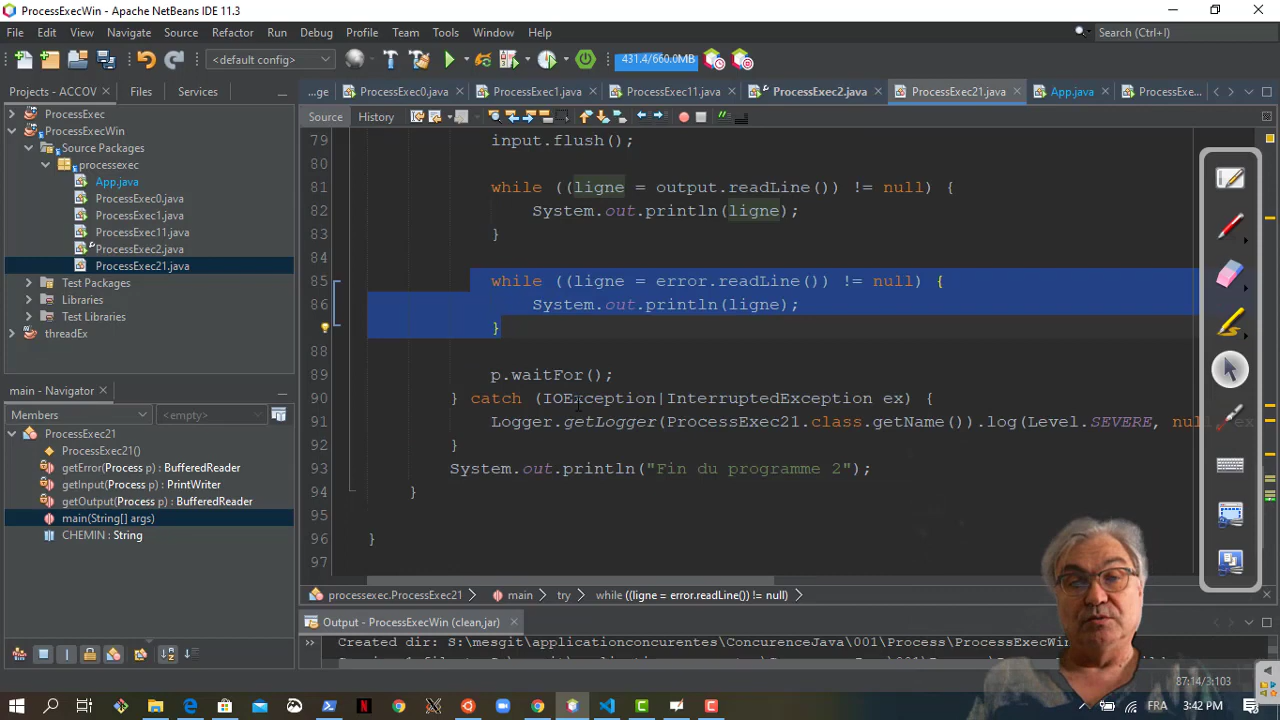 ProcessExecWin - Apache NetBeans IDE 11.3
File Edit View Navigate Source Refactor Run Debug Profile Team Tools Window Help
Search (Ctrl+I)
<default config>
431.4/660.0MB
Projects - ACCOV
Files
Services
...ge
ProcessExec0.java
ProcessExec1.java
ProcessExec11.java
ProcessExec2.java
ProcessExec21.java
App.java
ProcessExe...
ProcessExec
ProcessExecWin
Source Packages
processexec
App.java
ProcessExec0.java
ProcessExec1.java
ProcessExec11.java
ProcessExec2.java
ProcessExec21.java
Test Packages
Libraries
Test Libraries
threadEx
main - Navigator
Members
<empty>
ProcessExec21
ProcessExec21()
getError(Process p) : BufferedReader
getInput(Process p) : PrintWriter
getOutput(Process p) : BufferedReader
main(String[] args)
CHEMIN : String
Source
History
79 input.flush();
80
81 while ((ligne = output.readLine()) != null) {
82 System.out.println(ligne);
83 }
84
85 while ((ligne = error.readLine()) != null) {
86 System.out.println(ligne);
}
88
89 p.waitFor();
90 } catch (IOException|InterruptedException ex) {
91 Logger.getLogger(ProcessExec21.class.getName()).log(Level.SEVERE, null, ex
92 }
93 System.out.println("Fin du programme 2");
94 }
95
96 }
97
processexec.ProcessExec21
main
try
while ((ligne = error.readLine()) != null)
Output - ProcessExecWin (clean,jar)
Created dir: S:\mesgit\applicationconcurentes\ConcurenceJava\001\Process\ProcessExecWin
87:14/3:103
FRA
3:42 PM